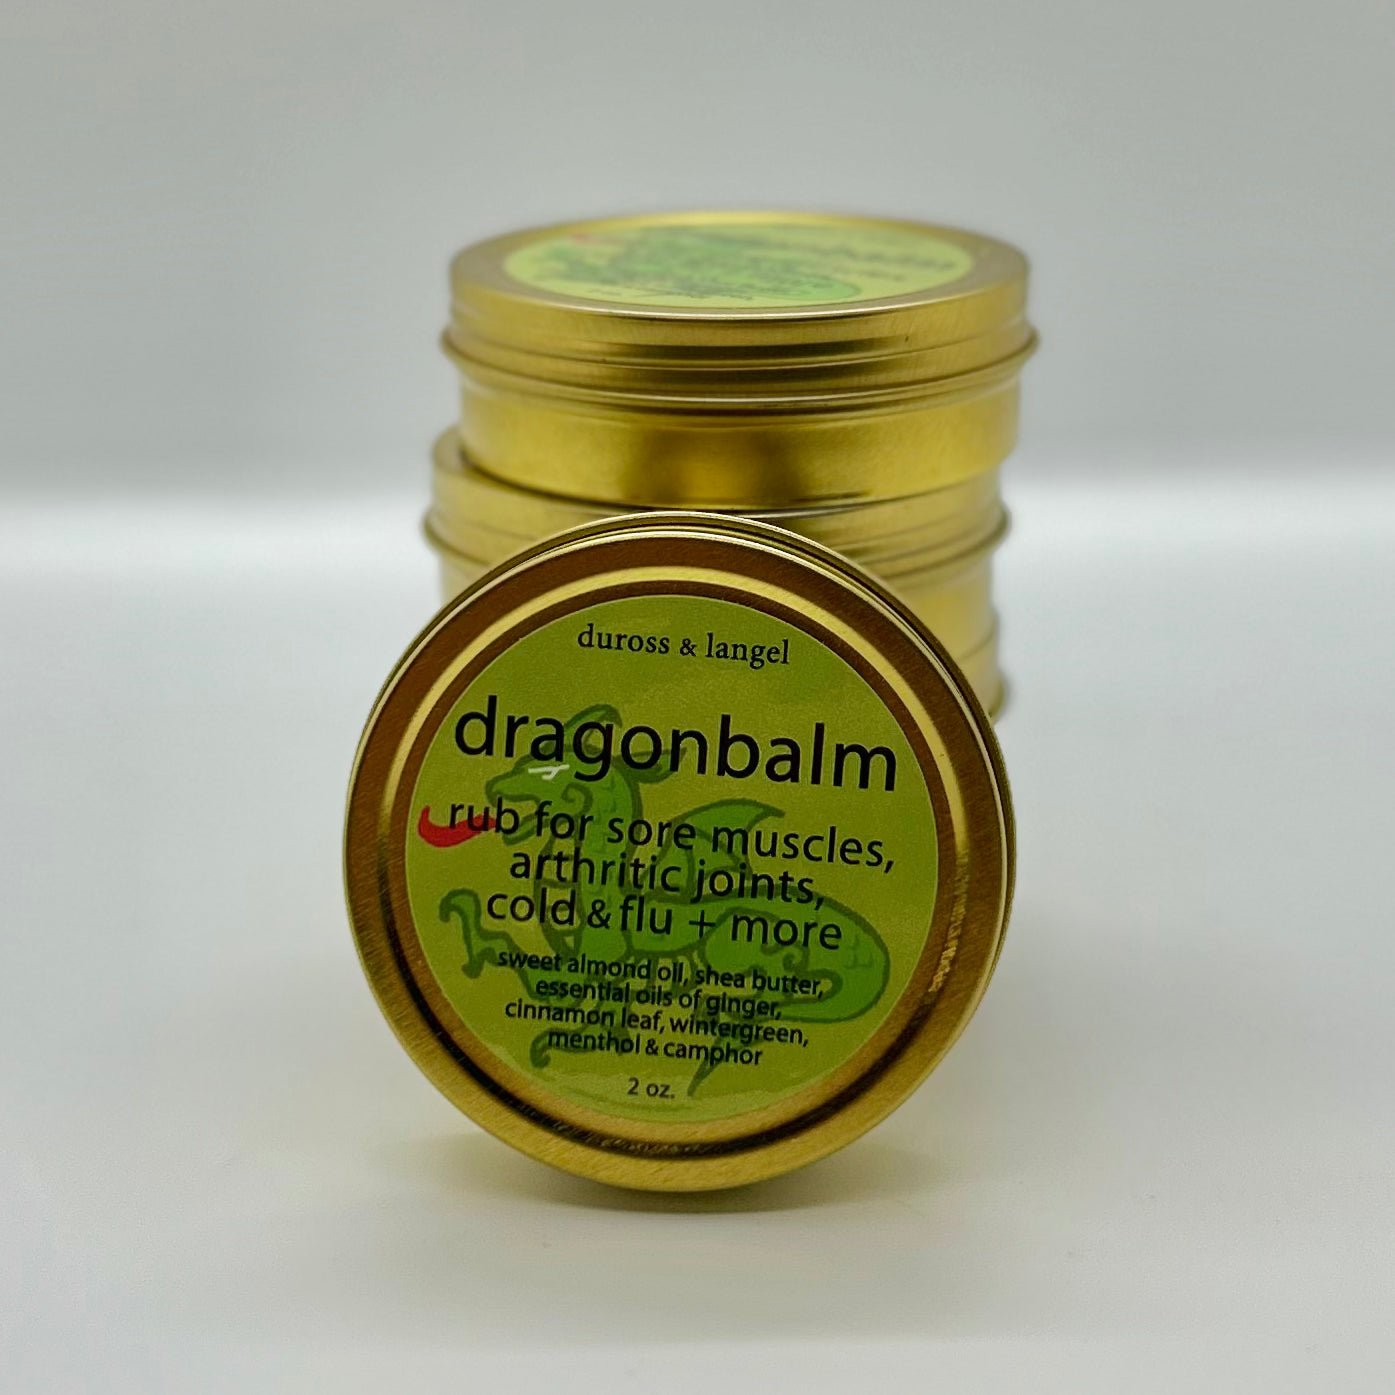 duross & langel
dragonbalm
rub for sore muscles,
arthritic joints,
cold & flu + more
sweet almond oil, shea butter,
essential oils of ginger,
cinnamon leaf, wintergreen,
menthol & camphor
2 oz.